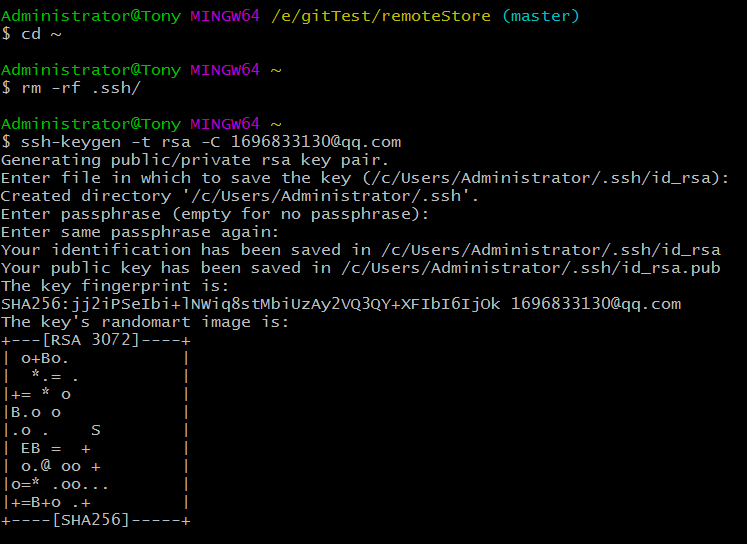 Administrator@Tony MINGW64 /e/gitTest/remoteStore (master)
$ cd ~
Administrator@Tony MINGW64 ~
$ rm -rf .ssh/
Administrator@Tony MINGW64 ~
$ ssh-keygen -t rsa -C 1696833130@qq.com
Generating public/private rsa key pair.
Enter file in which to save the key (/c/Users/Administrator/.ssh/id_rsa):
Created directory '/c/Users/Administrator/.ssh'.
Enter passphrase (empty for no passphrase):
Enter same passphrase again:
Your identification has been saved in /c/Users/Administrator/.ssh/id_rsa
Your public key has been saved in /c/Users/Administrator/.ssh/id_rsa.pub
The key fingerprint is:
SHA256:jj2iPSeIbi+lNWiq8stMbiUzAy2VQ3QY+XFIbI6IjOk 1696833130@qq.com
The key's randomart image is:
+---[RSA 3072]----+
| o+Bo.           |
|  *.= .          |
|+= * o           |
|B.o o            |
|.o .    S        |
| EB =  +         |
| o.@ oo +        |
|o=* .oo...       |
|+=B+o .+         |
+----[SHA256]-----+